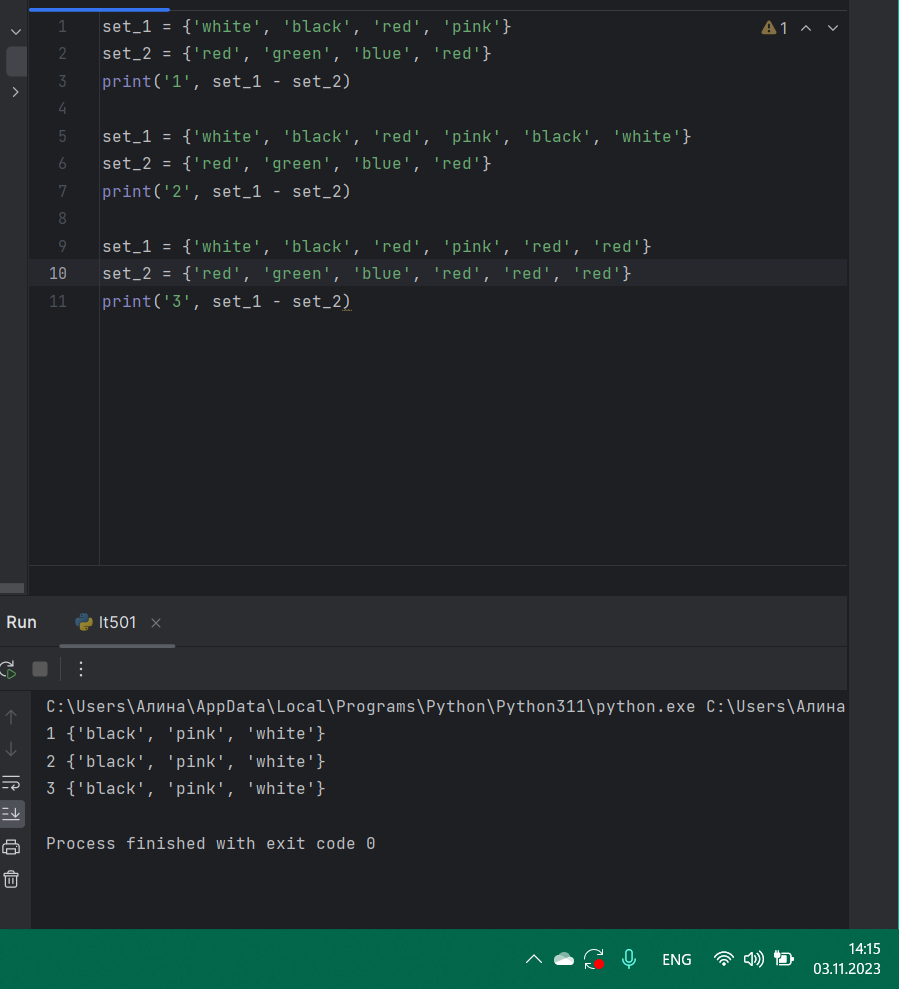 1 set_1 = {'white', 'black', 'red', 'pink'}
1
2 set_2 = {'red', 'green', 'blue', 'red'}
3 print('1', set_1 - set_2)
4
5 set_1 = {'white', 'black', 'red', 'pink', 'black', 'white'}
6 set_2 = {'red', 'green', 'blue', 'red'}
7 print('2', set_1 - set_2)
8
9 set_1 = {'white', 'black', 'red', 'pink', 'red', 'red'}
10 set_2 = {'red', 'green', 'blue', 'red', 'red', 'red'}
11 print('3', set_1 - set_2)
Run lt501
C:\Users\Алина\AppData\Local\Programs\Python\Python311\python.exe C:\Users\Алина
1 {'black', 'pink', 'white'}
2 {'black', 'pink', 'white'}
3 {'black', 'pink', 'white'}
Process finished with exit code 0
ENG
14:15
03.11.2023